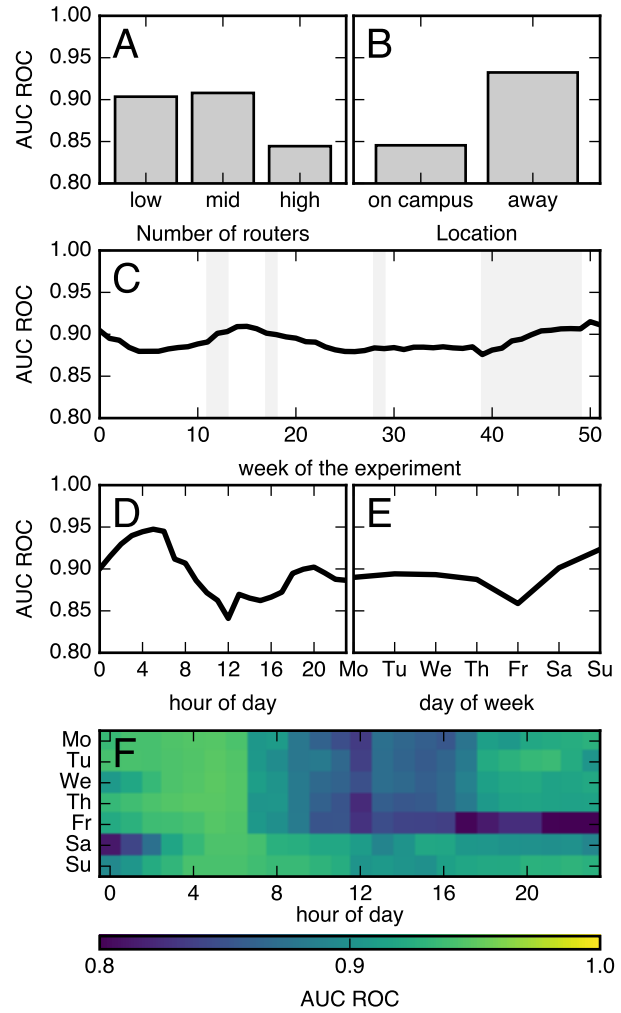 1.00
0.95
0.90
0.85
0.80
AUC ROC
A
low mid high
Number of routers
B
on campus away
Location
1.00
0.95
0.90
0.85
0.80
AUC ROC
C
0 10 20 30 40 50
week of the experiment
1.00
0.95
0.90
0.85
0.80
AUC ROC
D
0 4 8 12 16 20
hour of day
E
Mo Tu We Th Fr Sa Su
day of week
F
Mo
Tu
We
Th
Fr
Sa
Su
0 4 8 12 16 20
hour of day
0.8 0.9 1.0
AUC ROC